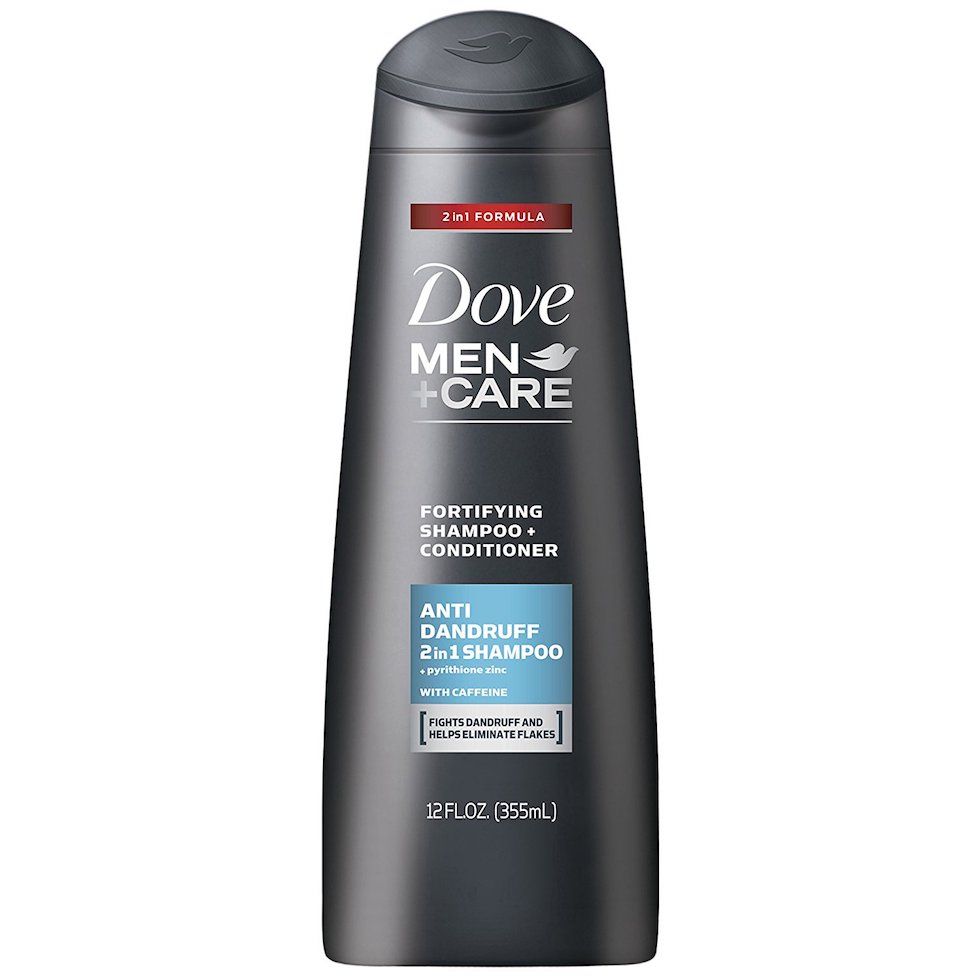 2in1 FORMULA
Dove
MEN
+CARE
FORTIFYING
SHAMPOO +
CONDITIONER
ANTI
DANDRUFF
2in1 SHAMPOO
+ pyrithione zinc
WITH CAFFEINE
FIGHTS DANDRUFF AND
HELPS ELIMINATE FLAKES
12 FL.OZ. (355mL)